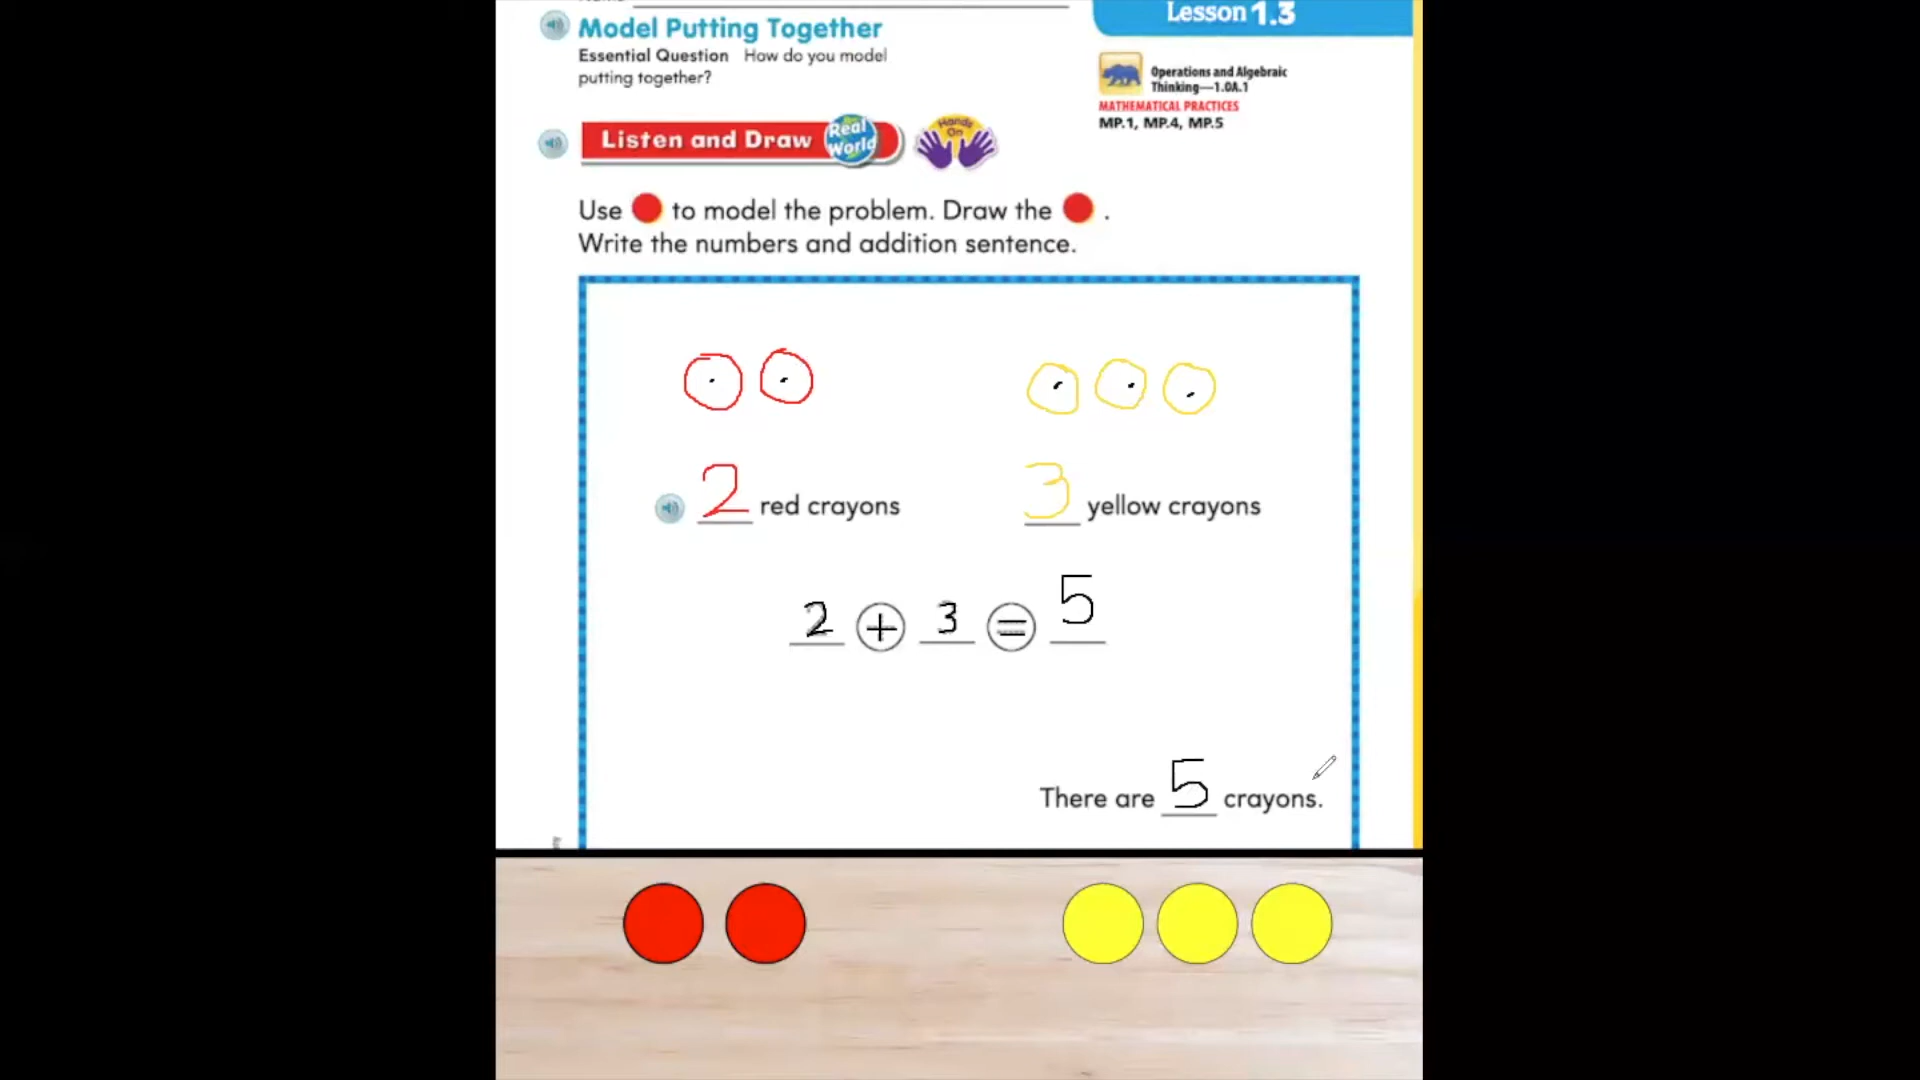 Lesson 1.3
Model Putting Together
Essential Question How do you model
putting together?
Operations and Algebraic
Thinking—1.OA.1
MATHEMATICAL PRACTICES
MP.1, MP.4, MP.5
Listen and Draw Real World
Hands On
Use to model the problem. Draw the .
Write the numbers and addition sentence.
2 red crayons 3 yellow crayons
2 + 3 = 5
There are 5 crayons.